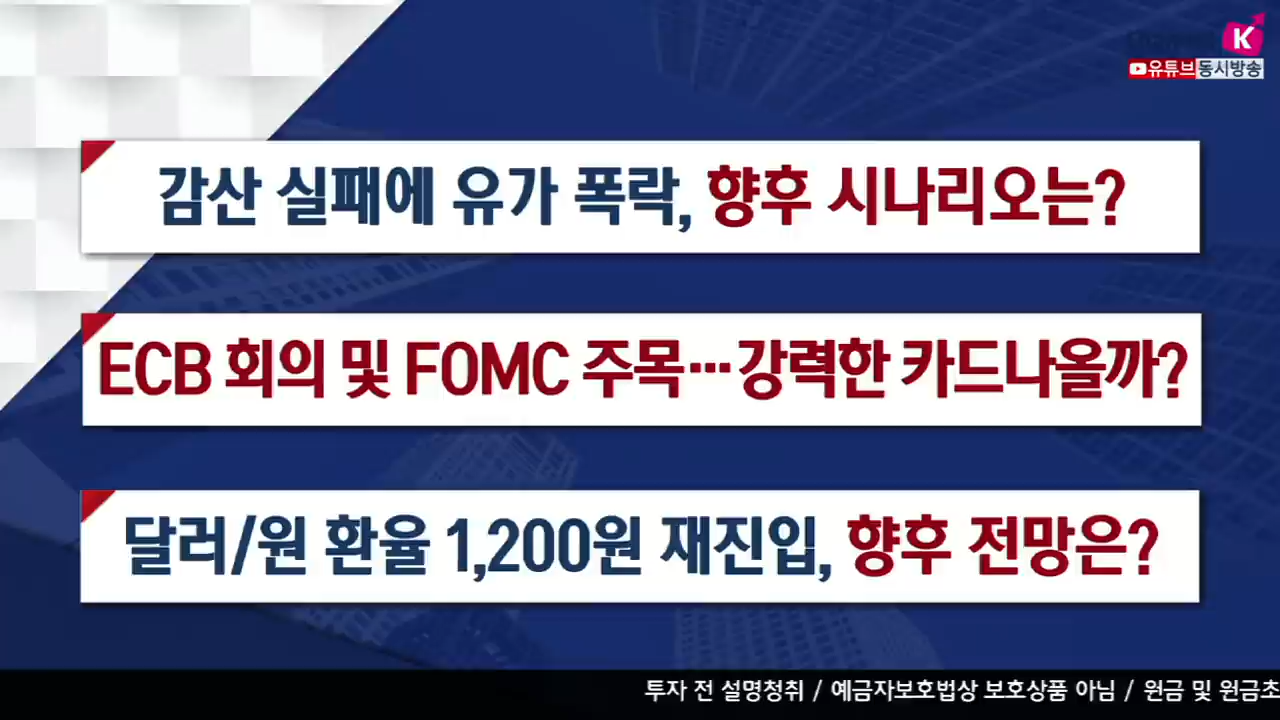 K
유튜브 동시방송
감산 실패에 유가 폭락, 향후 시나리오는?
ECB 회의 및 FOMC 주목…강력한 카드나올까?
달러/원 환율 1,200원 재진입, 향후 전망은?
투자 전 설명청취 / 예금자보호법상 보호상품 아님 / 원금 및 원금초